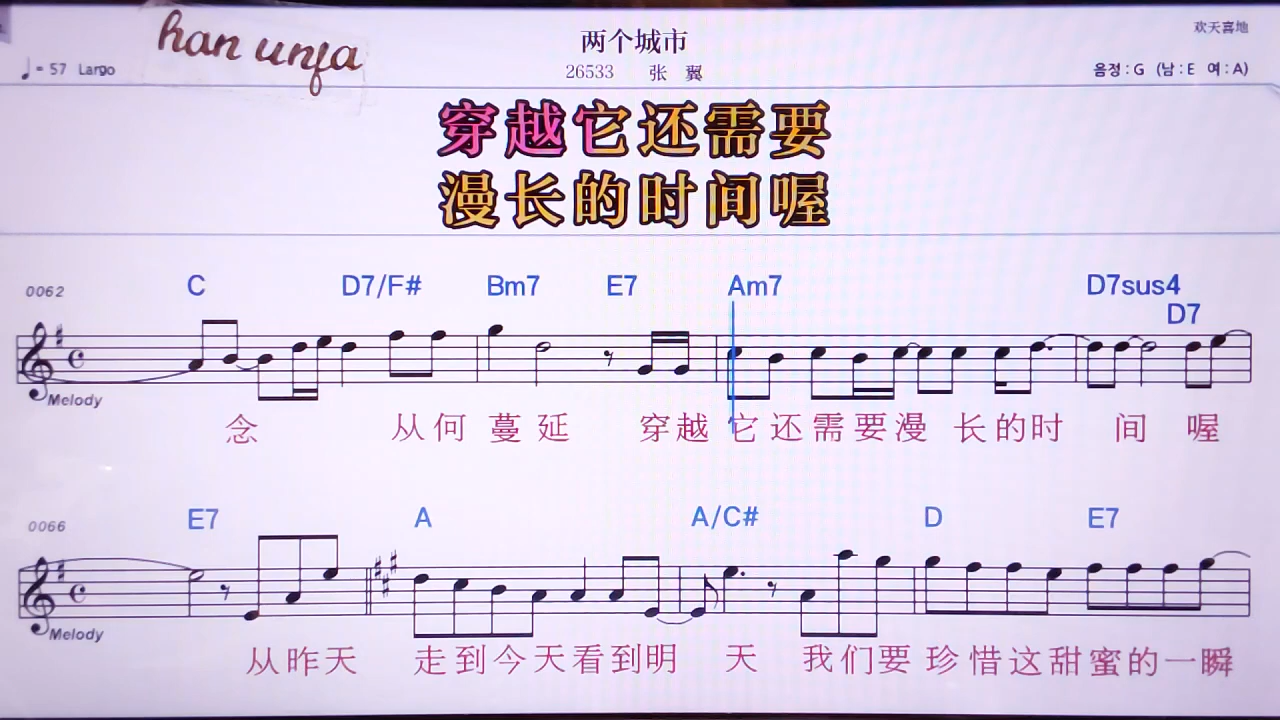 han unja
两个城市
欢天喜地
♩= 57 Largo
26533 张 翼
음정 : G (남 : E 여 : A)
穿越它还需要
漫长的时间喔
0062 C D7/F# Bm7 E7 Am7 D7sus4
D7
Melody
念 从何蔓延 穿越它还需要漫 长的时 间 喔
0066 E7 A A/C# D E7
Melody
从昨天 走到今天看到明 天 我们要珍惜这甜蜜的一瞬